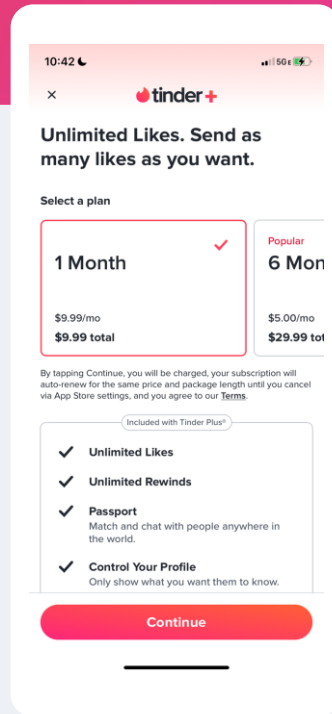 10:42
5GE
×
tinder+
Unlimited Likes. Send as
many likes as you want.
Select a plan
1 Month
$9.99/mo
$9.99 total
Popular
6 Mon
$5.00/mo
$29.99 tot
By tapping Continue, you will be charged, your subscription will
auto-renew for the same price and package length until you cancel
via App Store settings, and you agree to our Terms.
Included with Tinder Plus®
Unlimited Likes
Unlimited Rewinds
Passport
Match and chat with people anywhere in
the world.
Control Your Profile
Only show what you want them to know.
Continue